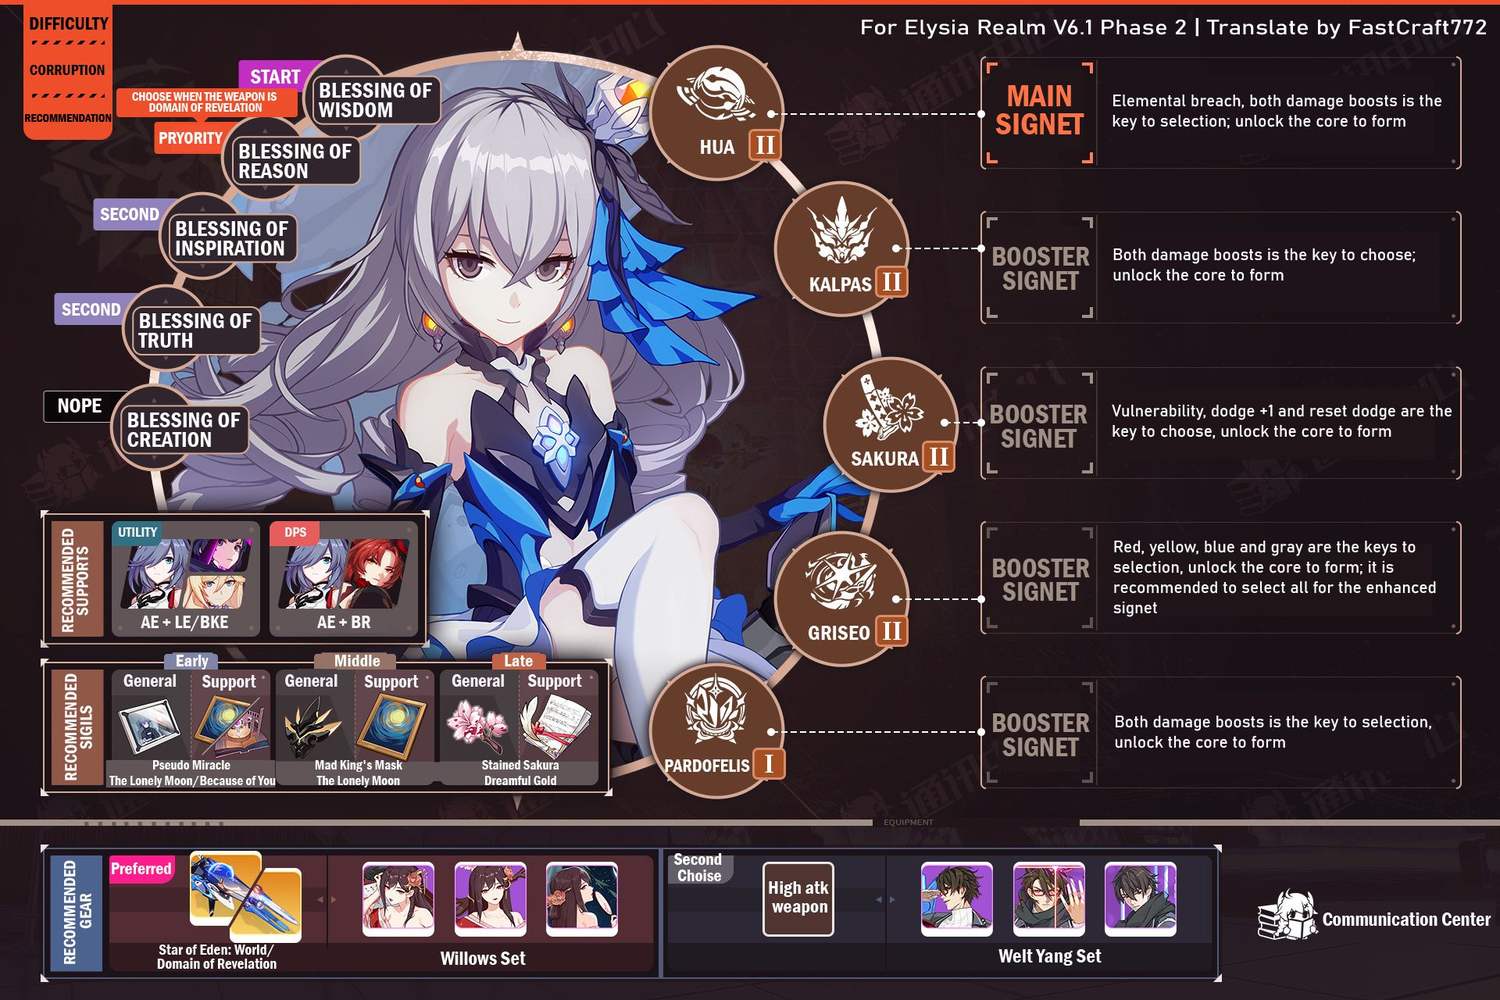 DIFFICULTY
CORRUPTION
RECOMMENDATION
For Elysia Realm V6.1 Phase 2 | Translate by FastCraft772
START
BLESSING OF
WISDOM
CHOOSE WHEN THE WEAPON IS
DOMAIN OF REVELATION
PRYORITY
BLESSING OF
REASON
SECOND
BLESSING OF
INSPIRATION
SECOND
BLESSING OF
TRUTH
NOPE
BLESSING OF
CREATION
HUA II
MAIN
SIGNET
Elemental breach, both damage boosts is the
key to selection; unlock the core to form
KALPAS II
BOOSTER
SIGNET
Both damage boosts is the key to choose;
unlock the core to form
SAKURA II
BOOSTER
SIGNET
Vulnerability, dodge +1 and reset dodge are the
key to choose, unlock the core to form
GRISEO II
BOOSTER
SIGNET
Red, yellow, blue and gray are the keys to
selection, unlock the core to form; it is
recommended to select all for the enhanced
signet
PARDOFELIS I
BOOSTER
SIGNET
Both damage boosts is the key to selection,
unlock the core to form
RECOMMENDED
SUPPORTS
UTILITY
AE + LE/BKE
DPS
AE + BR
RECOMMENDED
SIGILS
Early
General Support
Pseudo Miracle
The Lonely Moon/Because of You
Middle
General Support
Mad King's Mask
The Lonely Moon
Late
General Support
Stained Sakura
Dreamful Gold
EQUIPMENT
RECOMMENDED
GEAR
Preferred
Star of Eden: World/
Domain of Revelation
Willows Set
Second
Choise
High atk
weapon
Welt Yang Set
Communication Center